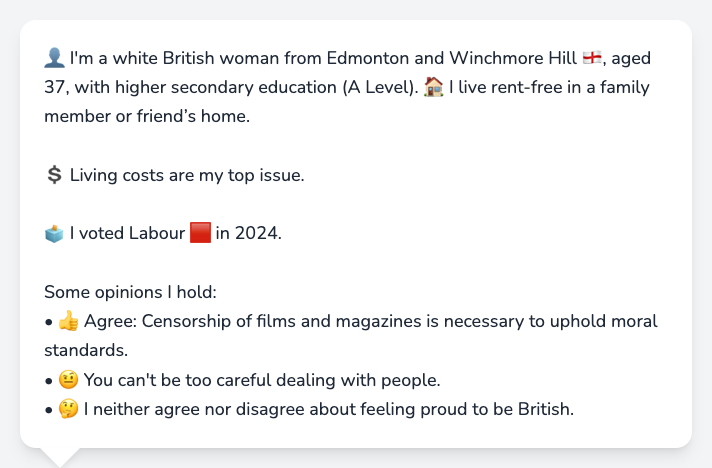 👤 I'm a white British woman from Edmonton and Winchmore Hill 🏴󠁧󠁢󠁥󠁮󠁧󠁿, aged
37, with higher secondary education (A Level). 🏠 I live rent-free in a family
member or friend’s home.
💲 Living costs are my top issue.
🗳️ I voted Labour 🟥 in 2024.
Some opinions I hold:
• 👍 Agree: Censorship of films and magazines is necessary to uphold moral
standards.
• 🤨 You can't be too careful dealing with people.
• 🤔 I neither agree nor disagree about feeling proud to be British.